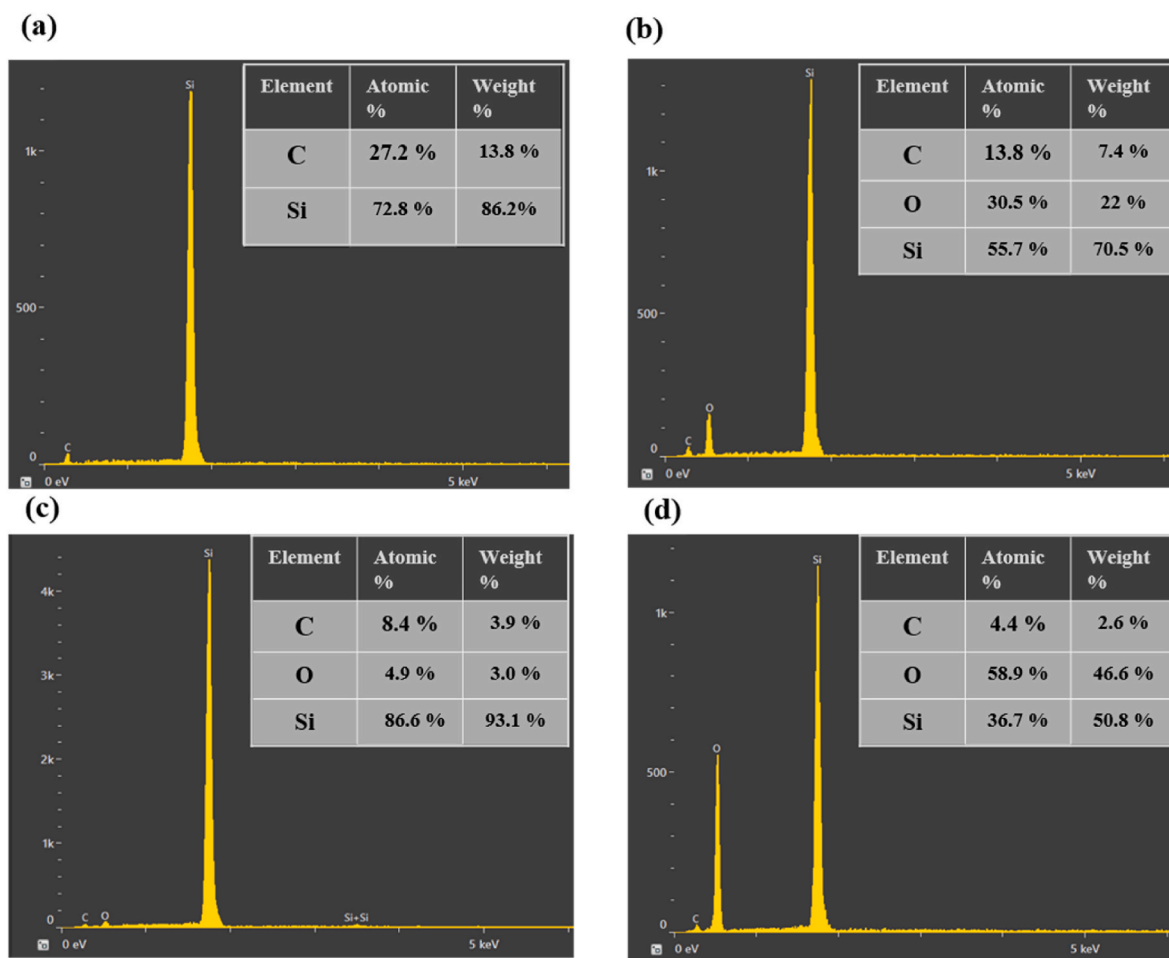 (a)
Element Atomic % Weight %
C 27.2 % 13.8 %
Si 72.8 % 86.2%
Si
1k
500
0
C
0 eV 5 keV
(b)
Element Atomic % Weight %
C 13.8 % 7.4 %
O 30.5 % 22 %
Si 55.7 % 70.5 %
Si
1k
500
0
C O
0 eV 5 keV
(c)
Element Atomic % Weight %
C 8.4 % 3.9 %
O 4.9 % 3.0 %
Si 86.6 % 93.1 %
Si
4k
3k
2k
1k
0
C O Si+Si
0 eV 5 keV
(d)
Element Atomic % Weight %
C 4.4 % 2.6 %
O 58.9 % 46.6 %
Si 36.7 % 50.8 %
Si
1k
O
500
0
C
0 eV 5 keV